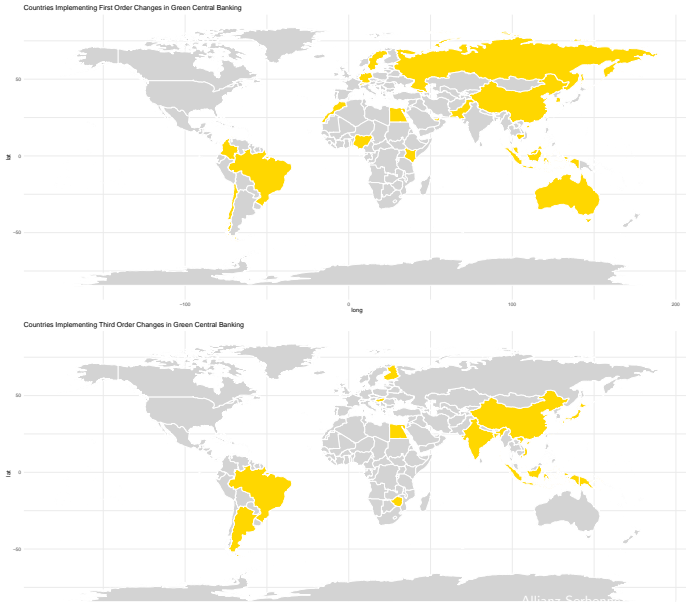 Countries Implementing First Order Changes in Green Central Banking
50
lat
0
−50
0
100
200
long
Countries Implementing Third Order Changes in Green Central Banking
50
lat
0
−50